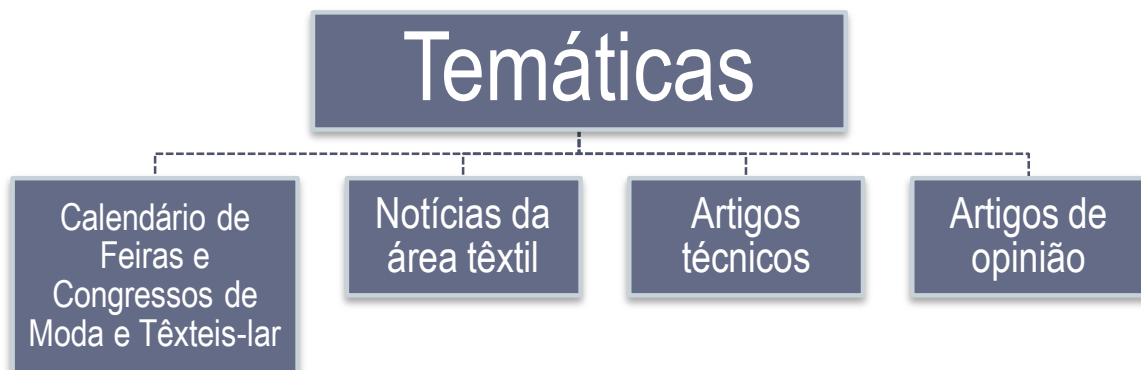 Temáticas
Calendário de
Feiras e
Congressos de
Moda e Têxteis-lar
Notícias da
área têxtil
Artigos
técnicos
Artigos de
opinião